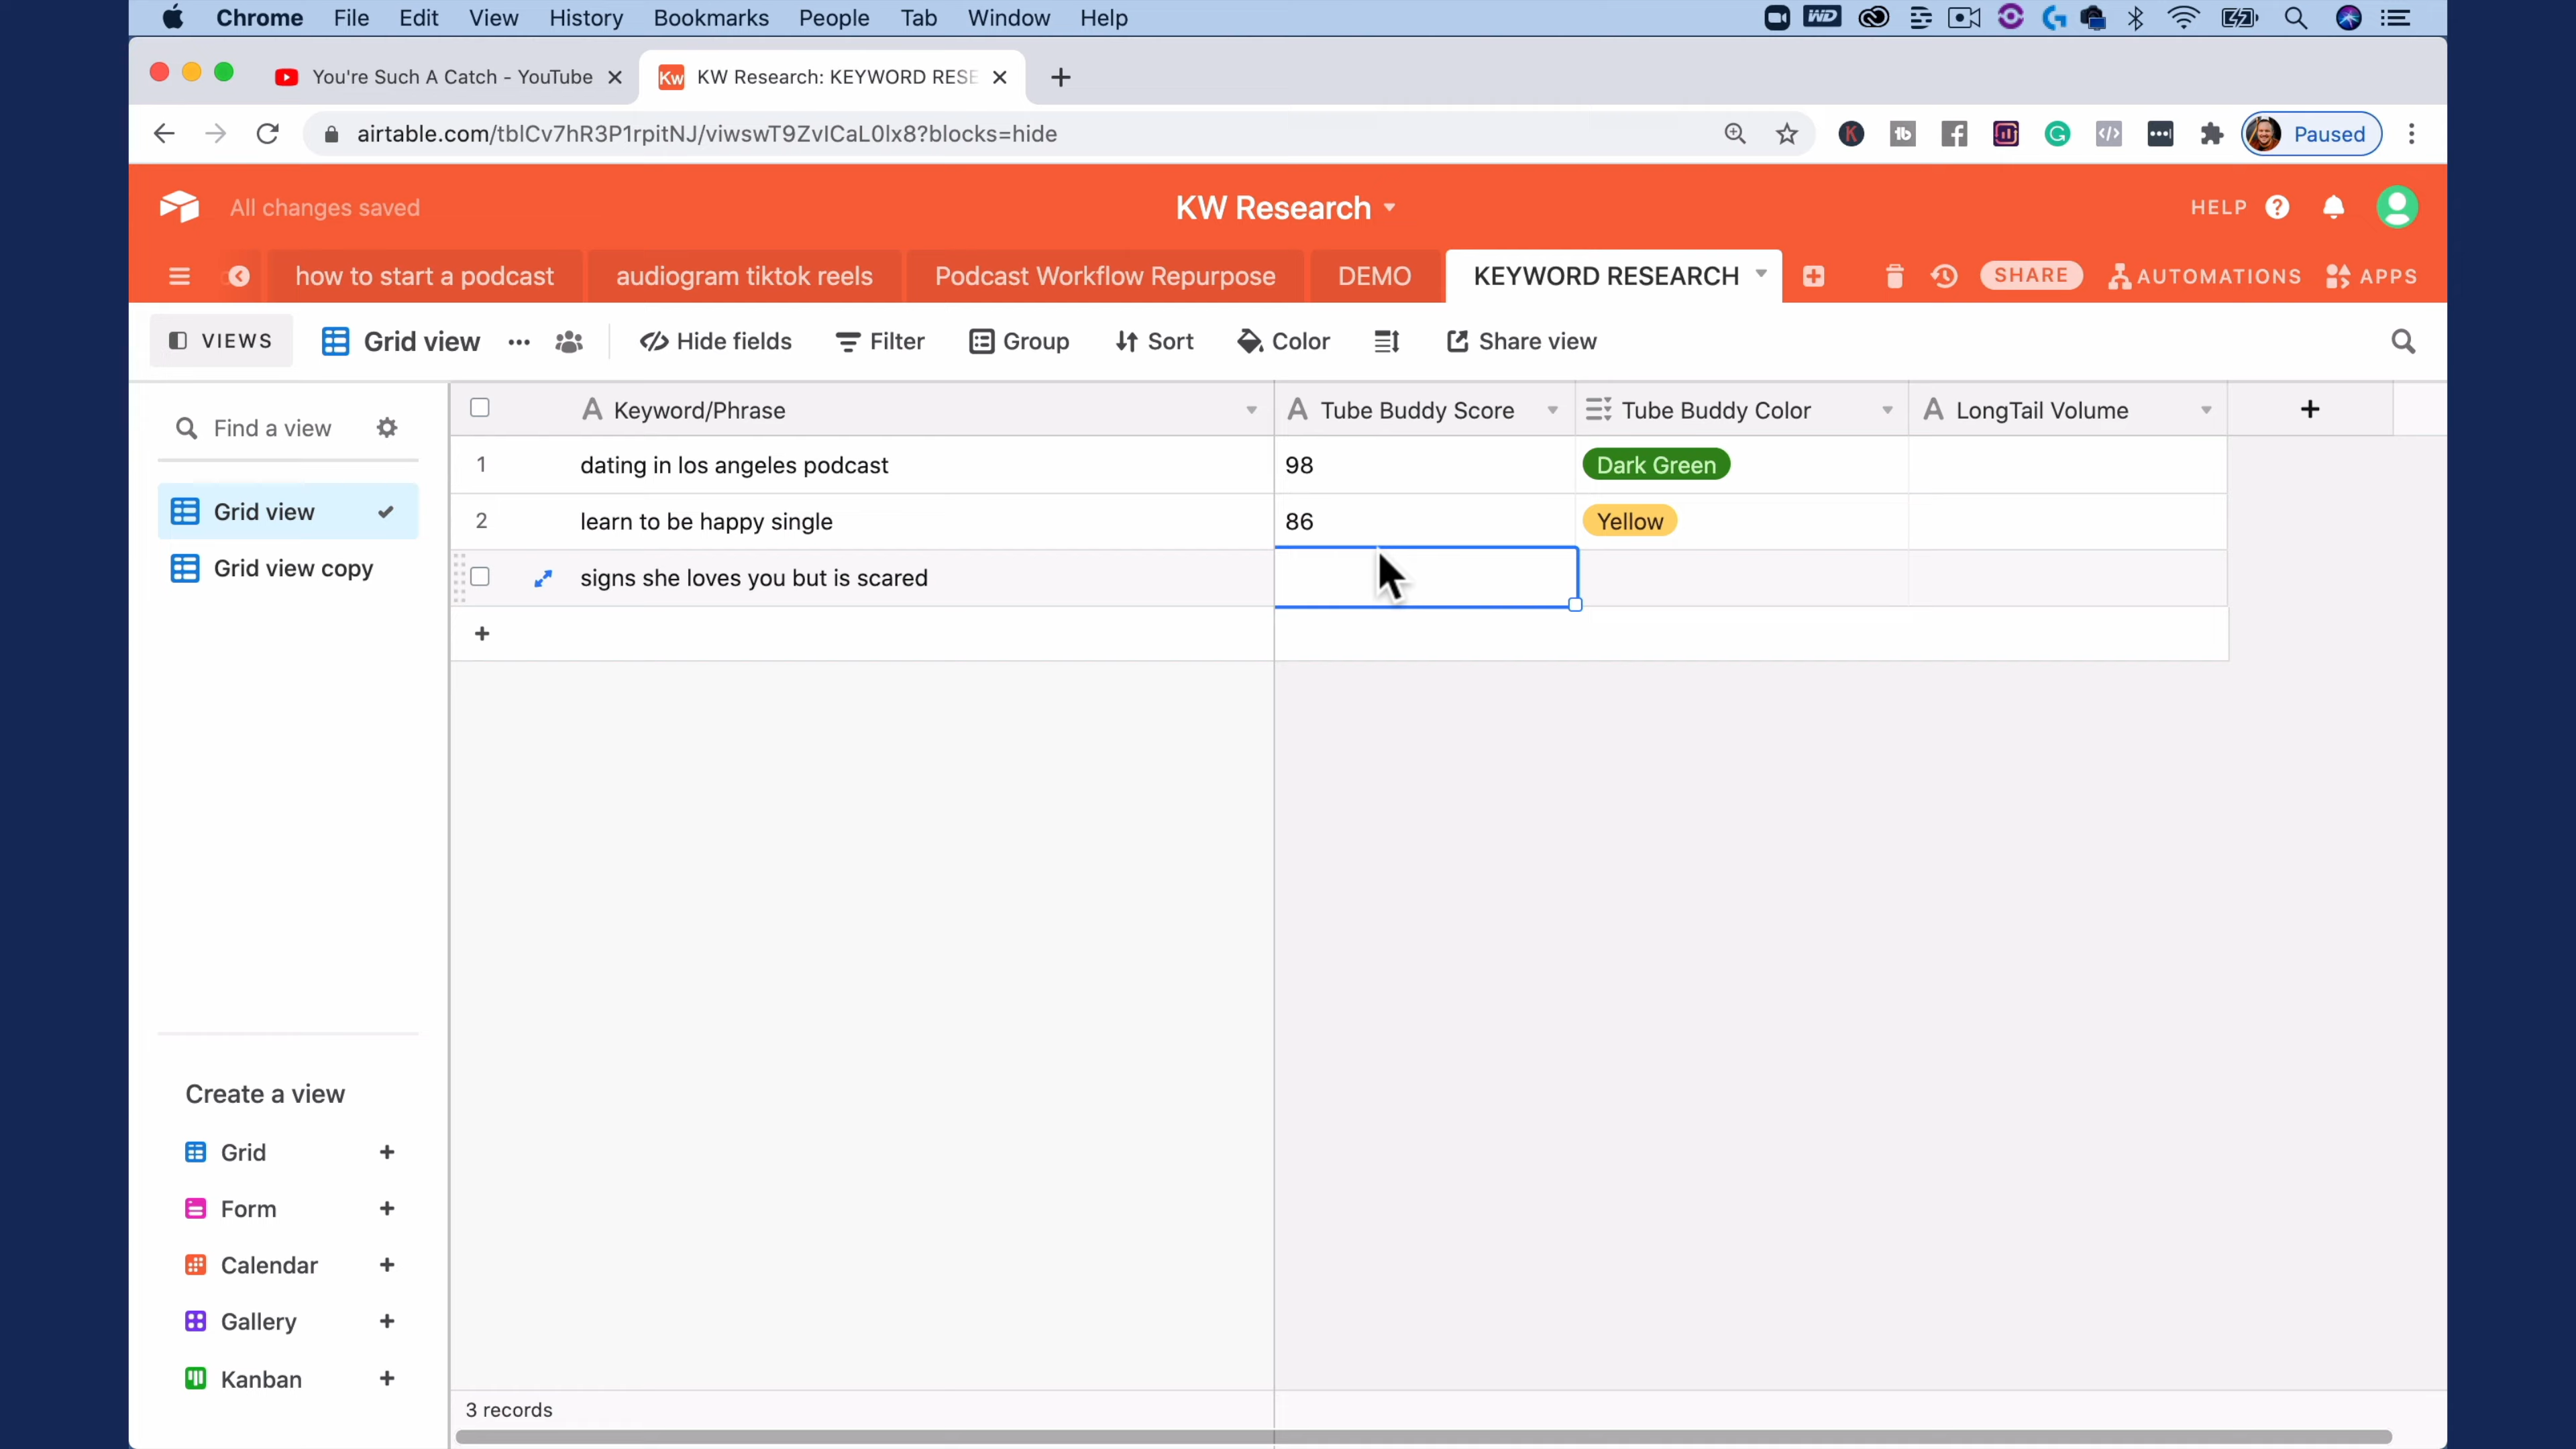 Chrome File Edit View History Bookmarks People Tab Window Help
You're Such A Catch - YouTube
KW Research: KEYWORD RESE
airtable.com/tblCv7hR3P1rpitNJ/viwswT9ZvICaL0lx8?blocks=hide
Paused
All changes saved
KW Research
HELP
how to start a podcast
audiogram tiktok reels
Podcast Workflow Repurpose
DEMO
KEYWORD RESEARCH
SHARE
AUTOMATIONS
APPS
VIEWS
Grid view
Hide fields
Filter
Group
Sort
Color
Share view
Find a view
Grid view
Grid view copy
Keyword/Phrase Tube Buddy Score Tube Buddy Color LongTail Volume
1 dating in los angeles podcast 98 Dark Green
2 learn to be happy single 86 Yellow
signs she loves you but is scared
Create a view
Grid
Form
Calendar
Gallery
Kanban
3 records